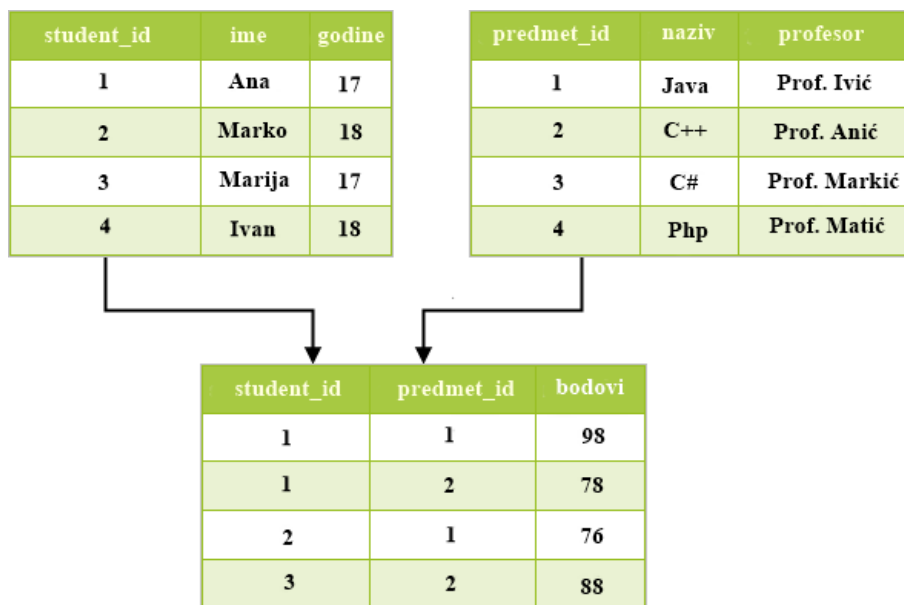 student_id ime godine
1 Ana 17
2 Marko 18
3 Marija 17
4 Ivan 18
predmet_id naziv profesor
1 Java Prof. Ivić
2 C++ Prof. Anić
3 C# Prof. Markić
4 Php Prof. Matić
student_id predmet_id bodovi
1 1 98
1 2 78
2 1 76
3 2 88